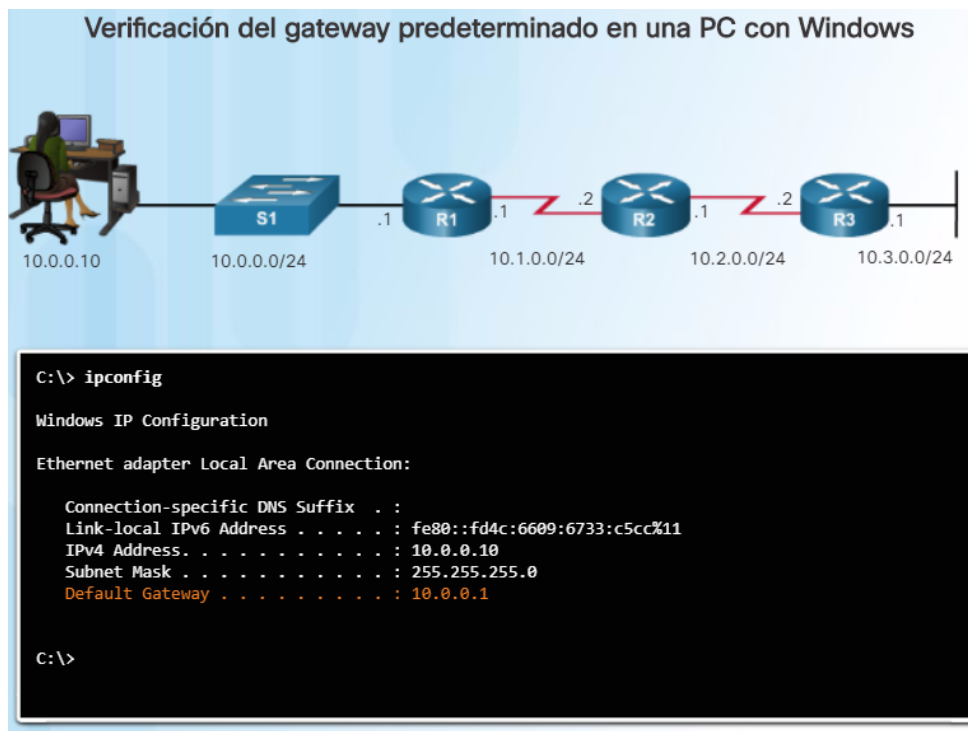 Verificación del gateway predeterminado en una PC con Windows
S1
.1
R1
.1
.2
R2
.1
.2
R3
.1
10.0.0.10
10.0.0.0/24
10.1.0.0/24
10.2.0.0/24
10.3.0.0/24
C:\> ipconfig
Windows IP Configuration
Ethernet adapter Local Area Connection:
Connection-specific DNS Suffix . :
Link-local IPv6 Address . . . . . : fe80::fd4c:6609:6733:c5cc%11
IPv4 Address. . . . . . . . . . . : 10.0.0.10
Subnet Mask . . . . . . . . . . . : 255.255.255.0
Default Gateway . . . . . . . . . : 10.0.0.1
C:\>